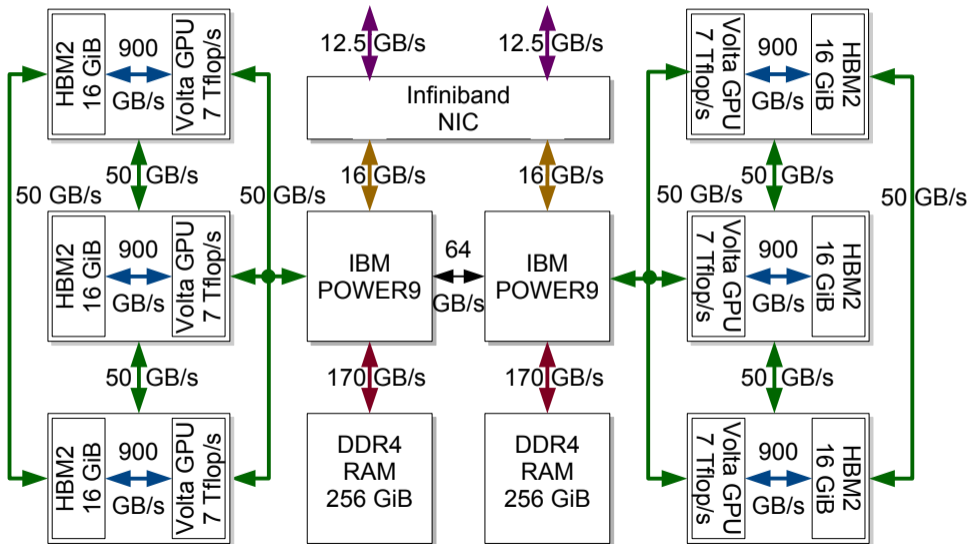 HBM2
16 GiB
900
GB/s
Volta GPU
7 Tflop/s
12.5 GB/s
12.5 GB/s
Infiniband
NIC
Volta GPU
7 Tflop/s
900
GB/s
HBM2
16 GiB
50 GB/s
50 GB/s
50 GB/s
16 GB/s
16 GB/s
50 GB/s
50 GB/s
50 GB/s
HBM2
16 GiB
900
GB/s
Volta GPU
7 Tflop/s
IBM
POWER9
64
GB/s
IBM
POWER9
Volta GPU
7 Tflop/s
900
GB/s
HBM2
16 GiB
50 GB/s
170 GB/s
170 GB/s
50 GB/s
HBM2
16 GiB
900
GB/s
Volta GPU
7 Tflop/s
DDR4
RAM
256 GiB
DDR4
RAM
256 GiB
Volta GPU
7 Tflop/s
900
GB/s
HBM2
16 GiB